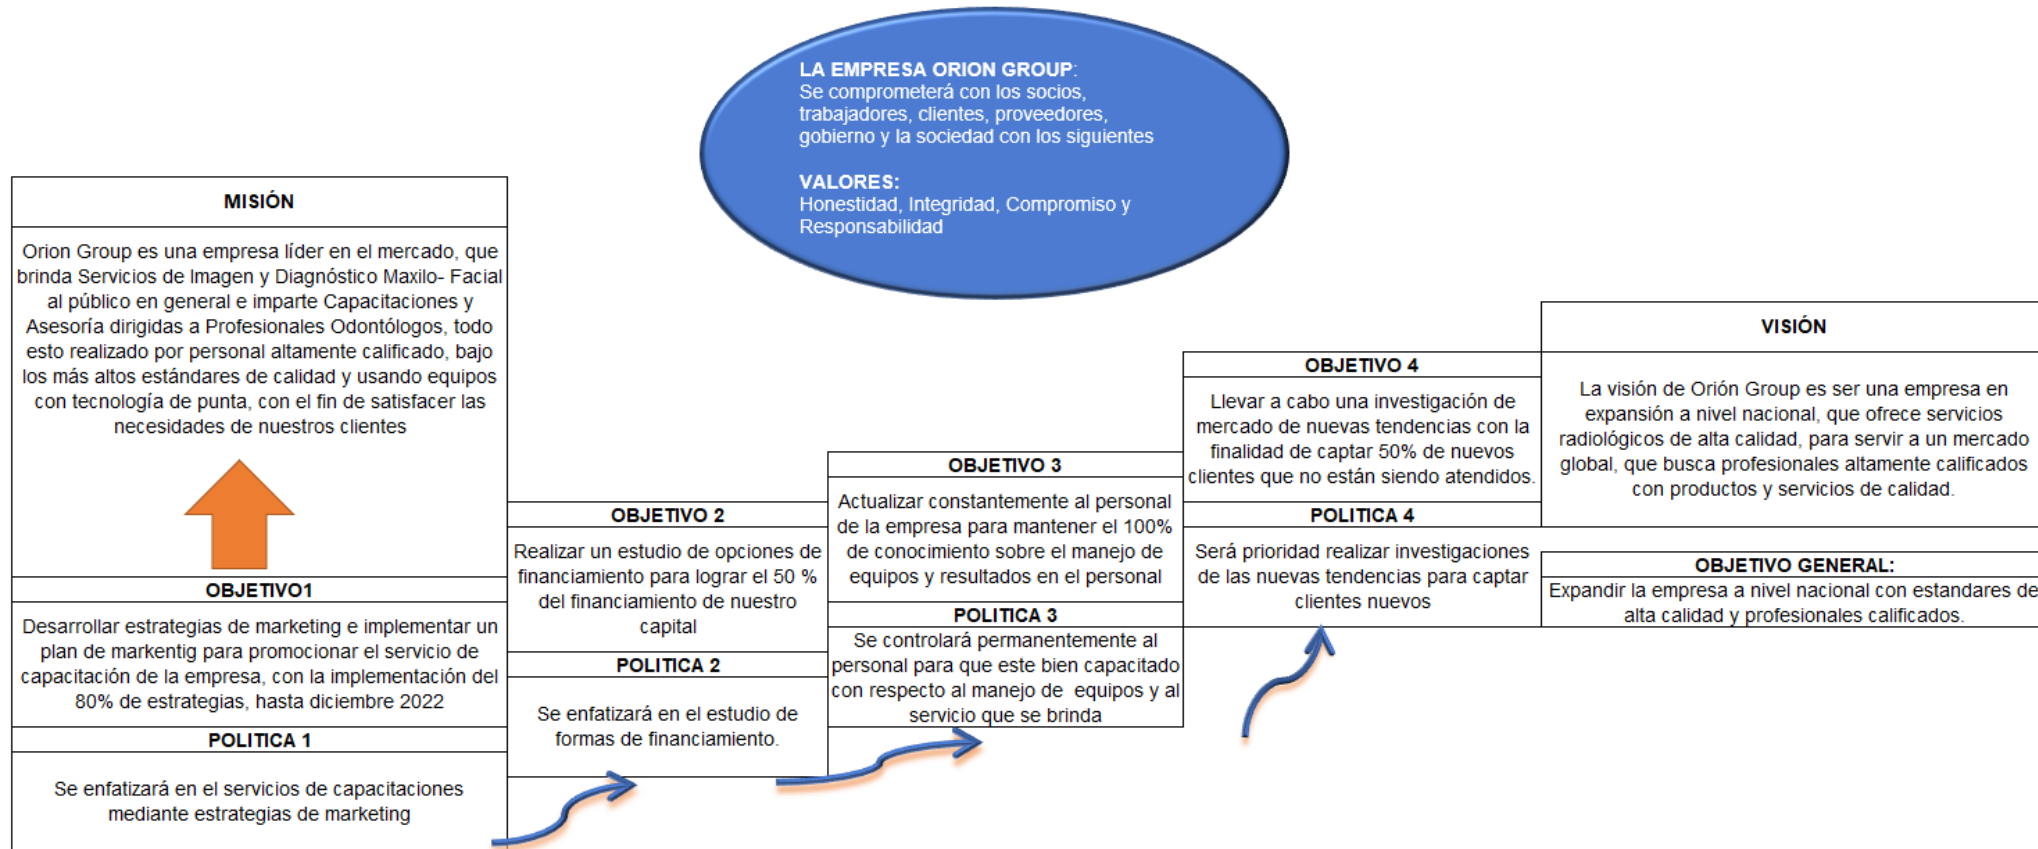 LA EMPRESA ORION GROUP:
Se comprometerá con los socios,
trabajadores, clientes, proveedores,
gobierno y la sociedad con los siguientes
VALORES:
Honestidad, Integridad, Compromiso y
Responsabilidad
MISIÓN
Orion Group es una empresa líder en el mercado, que
brinda Servicios de Imagen y Diagnóstico Maxilo- Facial
al público en general e imparte Capacitaciones y
Asesoría dirigidas a Profesionales Odontólogos, todo
esto realizado por personal altamente calificado, bajo
los más altos estándares de calidad y usando equipos
con tecnología de punta, con el fin de satisfacer las
necesidades de nuestros clientes
OBJETIVO1
Desarrollar estrategias de marketing e implementar un
plan de markentig para promocionar el servicio de
capacitación de la empresa, con la implementación del
80% de estrategias, hasta diciembre 2022
POLITICA 1
Se enfatizará en el servicios de capacitaciones
mediante estrategias de marketing
OBJETIVO 2
Realizar un estudio de opciones de
financiamiento para lograr el 50 %
del financiamiento de nuestro
capital
POLITICA 2
Se enfatizará en el estudio de
formas de financiamiento.
OBJETIVO 3
Actualizar constantemente al personal
de la empresa para mantener el 100%
de conocimiento sobre el manejo de
equipos y resultados en el personal
POLITICA 3
Se controlará permanentemente al
personal para que este bien capacitado
con respecto al manejo de equipos y al
servicio que se brinda
OBJETIVO 4
Llevar a cabo una investigación de
mercado de nuevas tendencias con la
finalidad de captar 50% de nuevos
clientes que no están siendo atendidos.
POLITICA 4
Será prioridad realizar investigaciones
de las nuevas tendencias para captar
clientes nuevos
VISIÓN
La visión de Orión Group es ser una empresa en
expansión a nivel nacional, que ofrece servicios
radiológicos de alta calidad, para servir a un mercado
global, que busca profesionales altamente calificados
con productos y servicios de calidad.
OBJETIVO GENERAL:
Expandir la empresa a nivel nacional con estandares de
alta calidad y profesionales calificados.